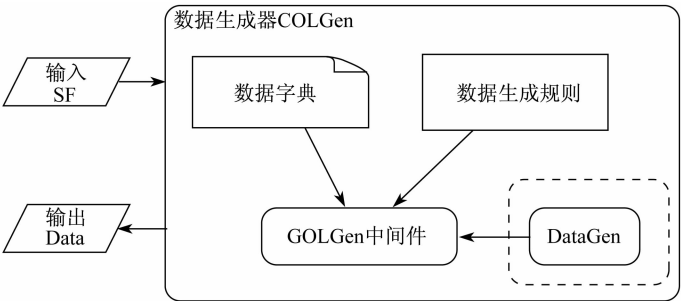 数据生成器COLGen
输入
SF
数据字典
数据生成规则
输出
Data
GOLGen中间件
DataGen